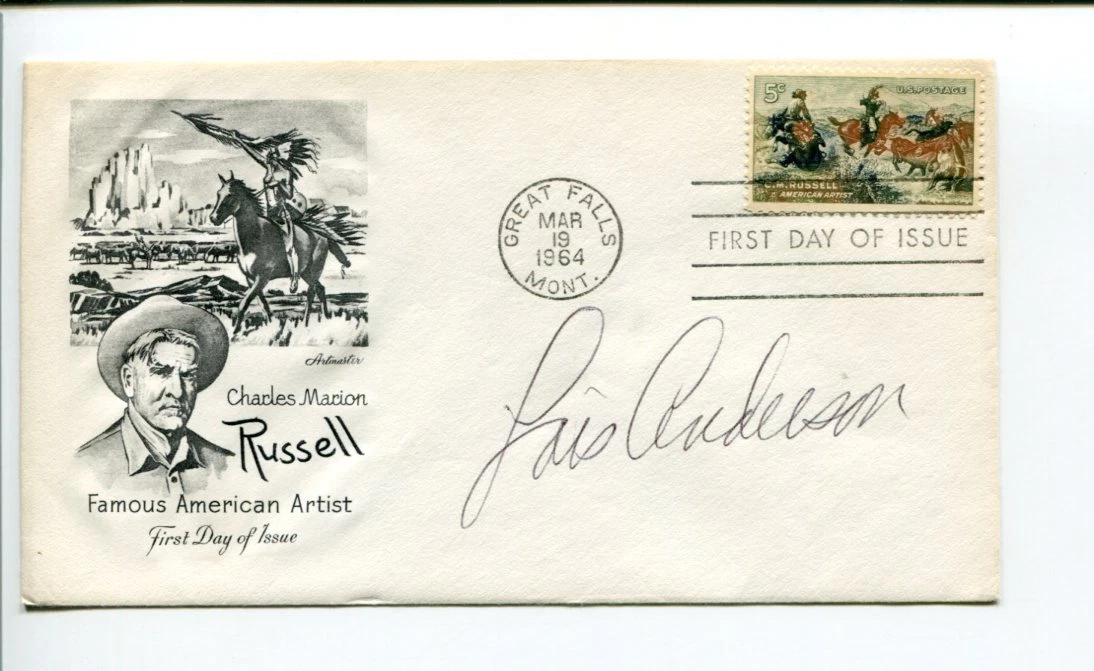 5c U.S. POSTAGE
C.M. RUSSELL
AMERICAN ARTIST
GREAT FALLS
MAR
19
1964
MONT.
FIRST DAY OF ISSUE
Artmaster
Charles Marion
Russell
Famous American Artist
First Day of Issue
Lois Anderson